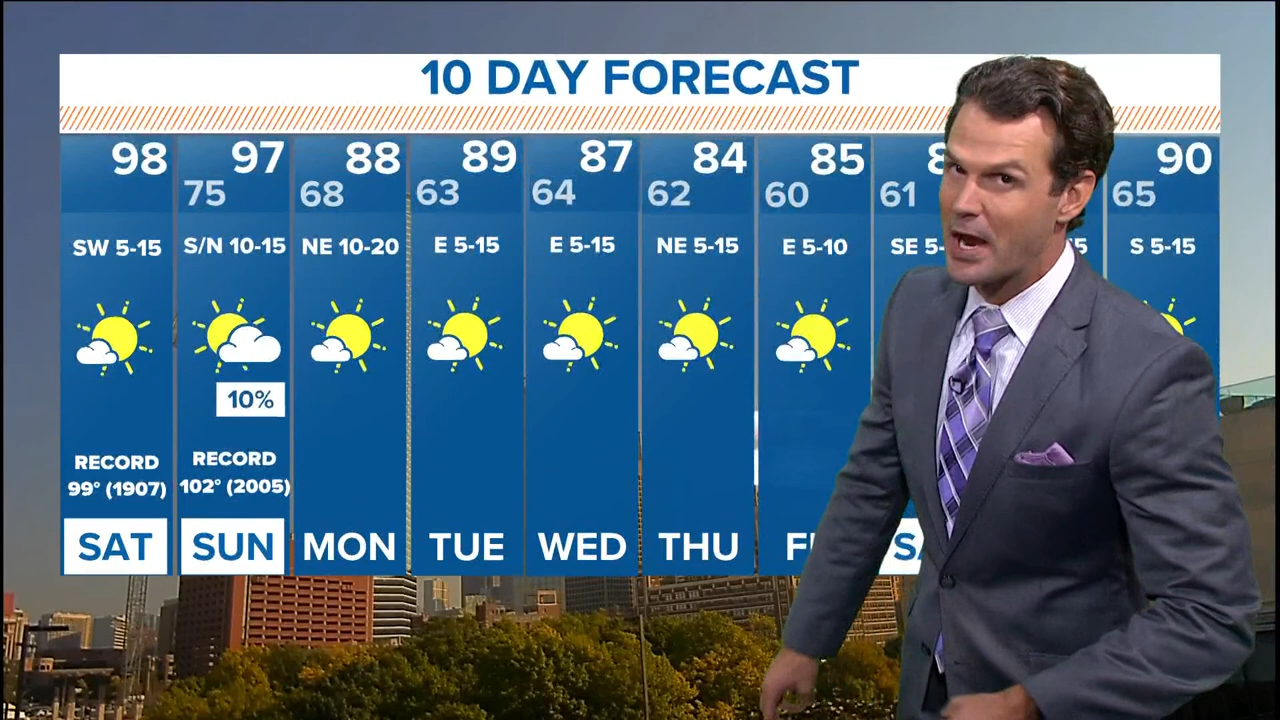 10 DAY FORECAST
98 97 88 89 87 84 85 90
75 68 63 64 62 60 61 65
SW 5-15 S/N 10-15 NE 10-20 E 5-15 E 5-15 NE 5-15 E 5-10 SE 5- S 5-15
10%
RECORD RECORD
99° (1907) 102° (2005)
SAT SUN MON TUE WED THU